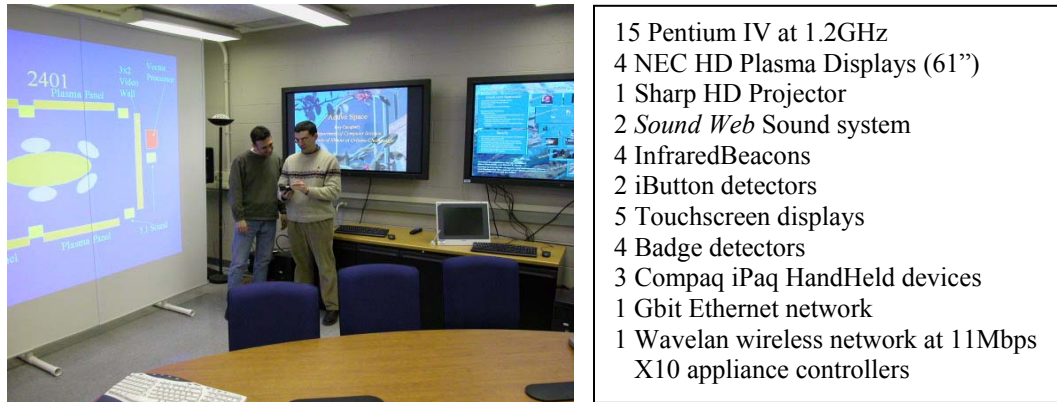 2401
Plasma Panel
3x2
Video
Wall
Vector
Processor
Plasma Panel
5.1 Sound
Active Space
15 Pentium IV at 1.2GHz
4 NEC HD Plasma Displays (61”)
1 Sharp HD Projector
2 Sound Web Sound system
4 InfraredBeacons
2 iButton detectors
5 Touchscreen displays
4 Badge detectors
3 Compaq iPaq HandHeld devices
1 Gbit Ethernet network
1 Wavelan wireless network at 11Mbps
X10 appliance controllers